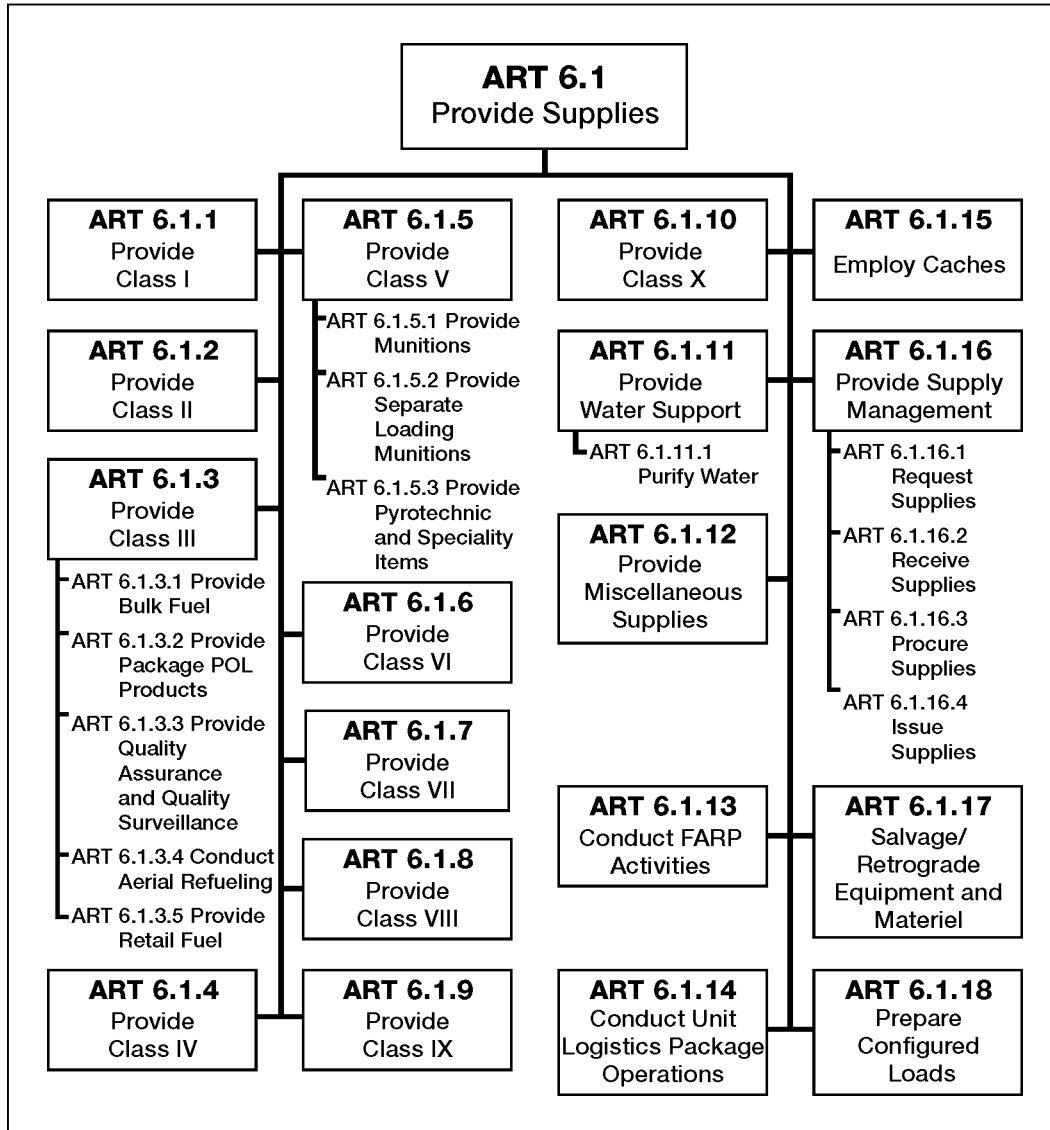 ART 6.1
Provide Supplies
ART 6.1.1
Provide
Class I
ART 6.1.2
Provide
Class II
ART 6.1.3
Provide
Class III
ART 6.1.3.1 Provide
Bulk Fuel
ART 6.1.3.2 Provide
Package POL
Products
ART 6.1.3.3 Provide
Quality
Assurance
and Quality
Surveillance
ART 6.1.3.4 Conduct
Aerial Refueling
ART 6.1.3.5 Provide
Retail Fuel
ART 6.1.4
Provide
Class IV
ART 6.1.5
Provide
Class V
ART 6.1.5.1 Provide
Munitions
ART 6.1.5.2 Provide
Separate
Loading
Munitions
ART 6.1.5.3 Provide
Pyrotechnic
and Speciality
Items
ART 6.1.6
Provide
Class VI
ART 6.1.7
Provide
Class VII
ART 6.1.8
Provide
Class VIII
ART 6.1.9
Provide
Class IX
ART 6.1.10
Provide
Class X
ART 6.1.11
Provide
Water Support
ART 6.1.11.1
Purify Water
ART 6.1.12
Provide
Miscellaneous
Supplies
ART 6.1.13
Conduct FARP
Activities
ART 6.1.14
Conduct Unit
Logistics Package
Operations
ART 6.1.15
Employ Caches
ART 6.1.16
Provide Supply
Management
ART 6.1.16.1
Request
Supplies
ART 6.1.16.2
Receive
Supplies
ART 6.1.16.3
Procure
Supplies
ART 6.1.16.4
Issue
Supplies
ART 6.1.17
Salvage/
Retrograde
Equipment and
Materiel
ART 6.1.18
Prepare
Configured
Loads